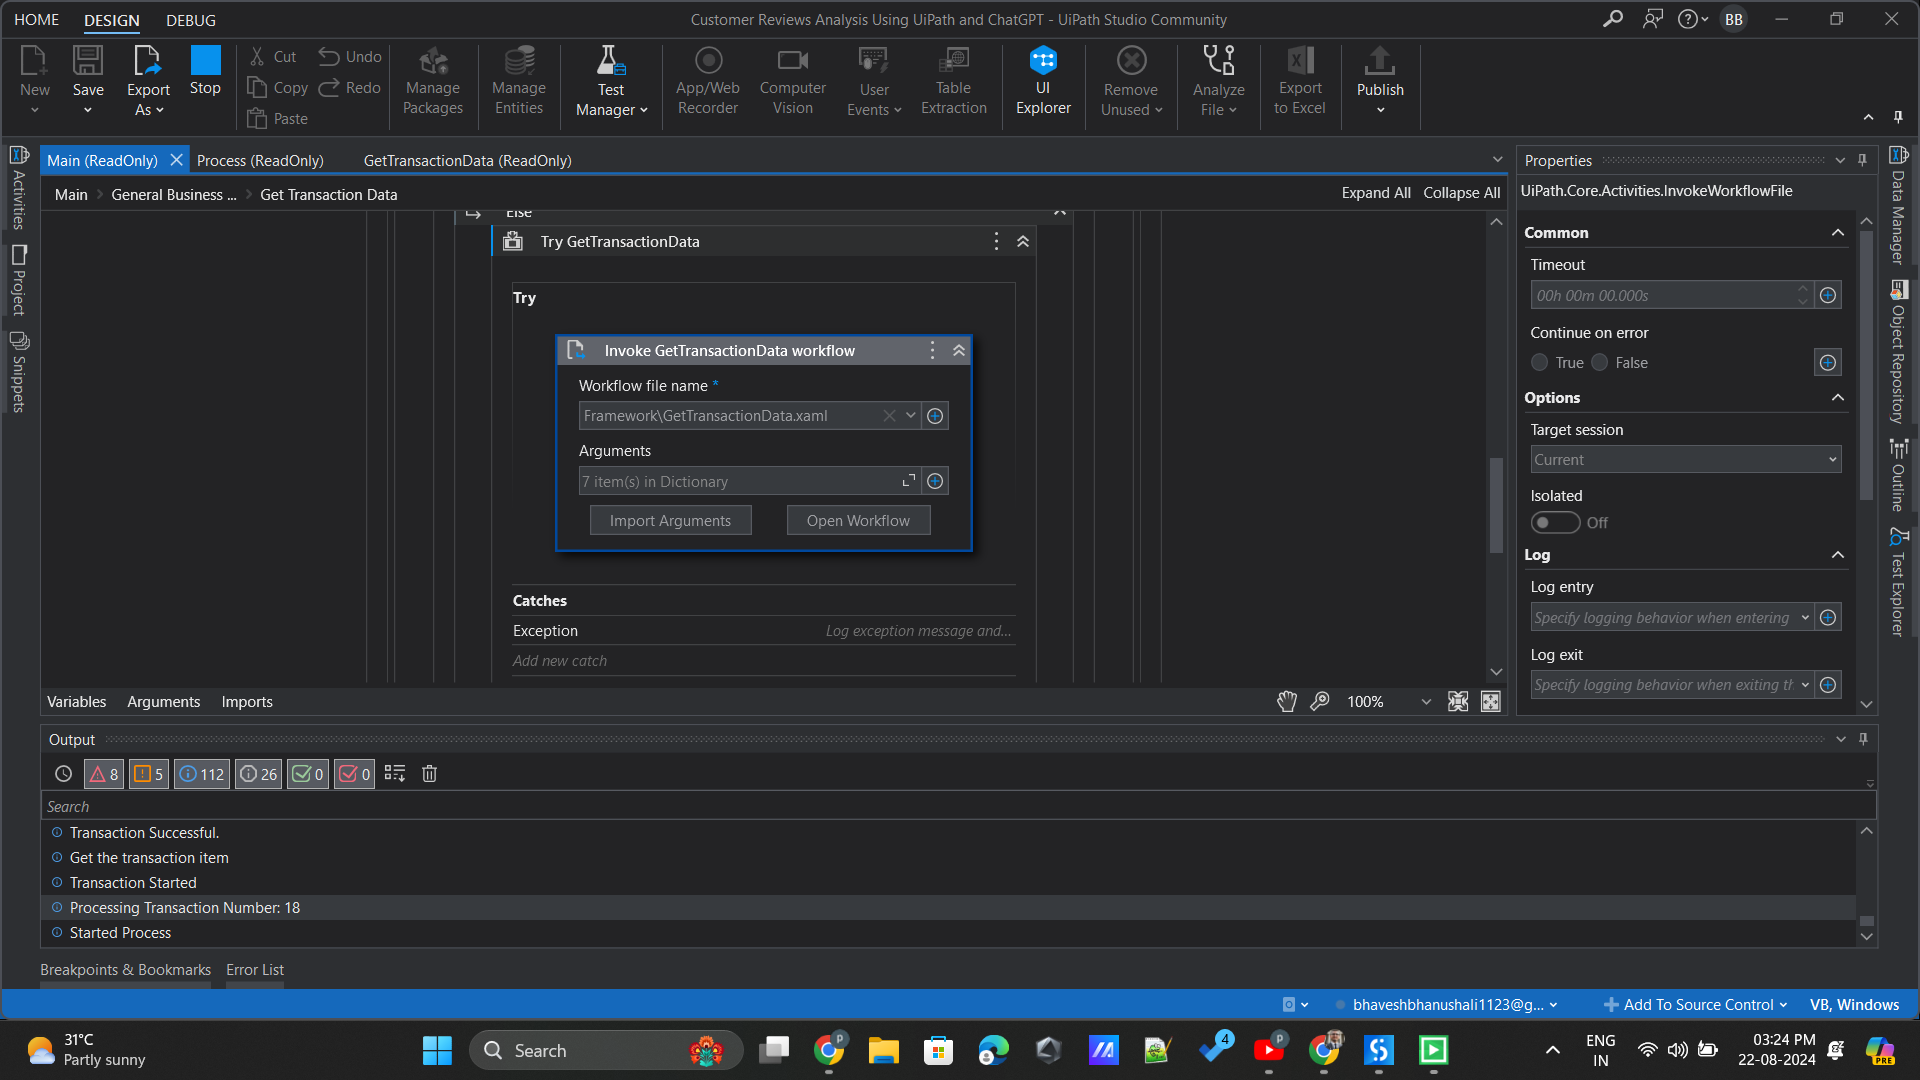 HOME DESIGN DEBUG
Customer Reviews Analysis Using UiPath and ChatGPT - UiPath Studio Community
BB
New
Save
Export As
Stop
Cut
Copy
Paste
Undo
Redo
Manage Packages
Manage Entities
Test Manager
App/Web Recorder
Computer Vision
User Events
Table Extraction
UI Explorer
Remove Unused
Analyze File
Export to Excel
Publish
Activities
Project
Snippets
Main (ReadOnly) Process (ReadOnly) GetTransactionData (ReadOnly)
Main > General Business ... > Get Transaction Data
Expand All Collapse All
Else
Try GetTransactionData
Try
Invoke GetTransactionData workflow
Workflow file name *
Framework\GetTransactionData.xaml
Arguments
7 item(s) in Dictionary
Import Arguments Open Workflow
Catches
Exception Log exception message and...
Add new catch
Variables Arguments Imports
100%
Properties
UiPath.Core.Activities.InvokeWorkflowFile
Common
Timeout
00h 00m 00.000s
Continue on error
True False
Options
Target session
Current
Isolated
Off
Log
Log entry
Specify logging behavior when entering
Log exit
Specify logging behavior when exiting th
Data Manager
Object Repository
Outline
Test Explorer
Output
8 5 112 26 0 0
Search
Transaction Successful.
Get the transaction item
Transaction Started
Processing Transaction Number: 18
Started Process
Breakpoints & Bookmarks Error List
bhaveshbhanushali1123@g...
Add To Source Control
VB, Windows
31°C
Partly sunny
Search
4
P
P
ENG
IN
03:24 PM
22-08-2024
PRE